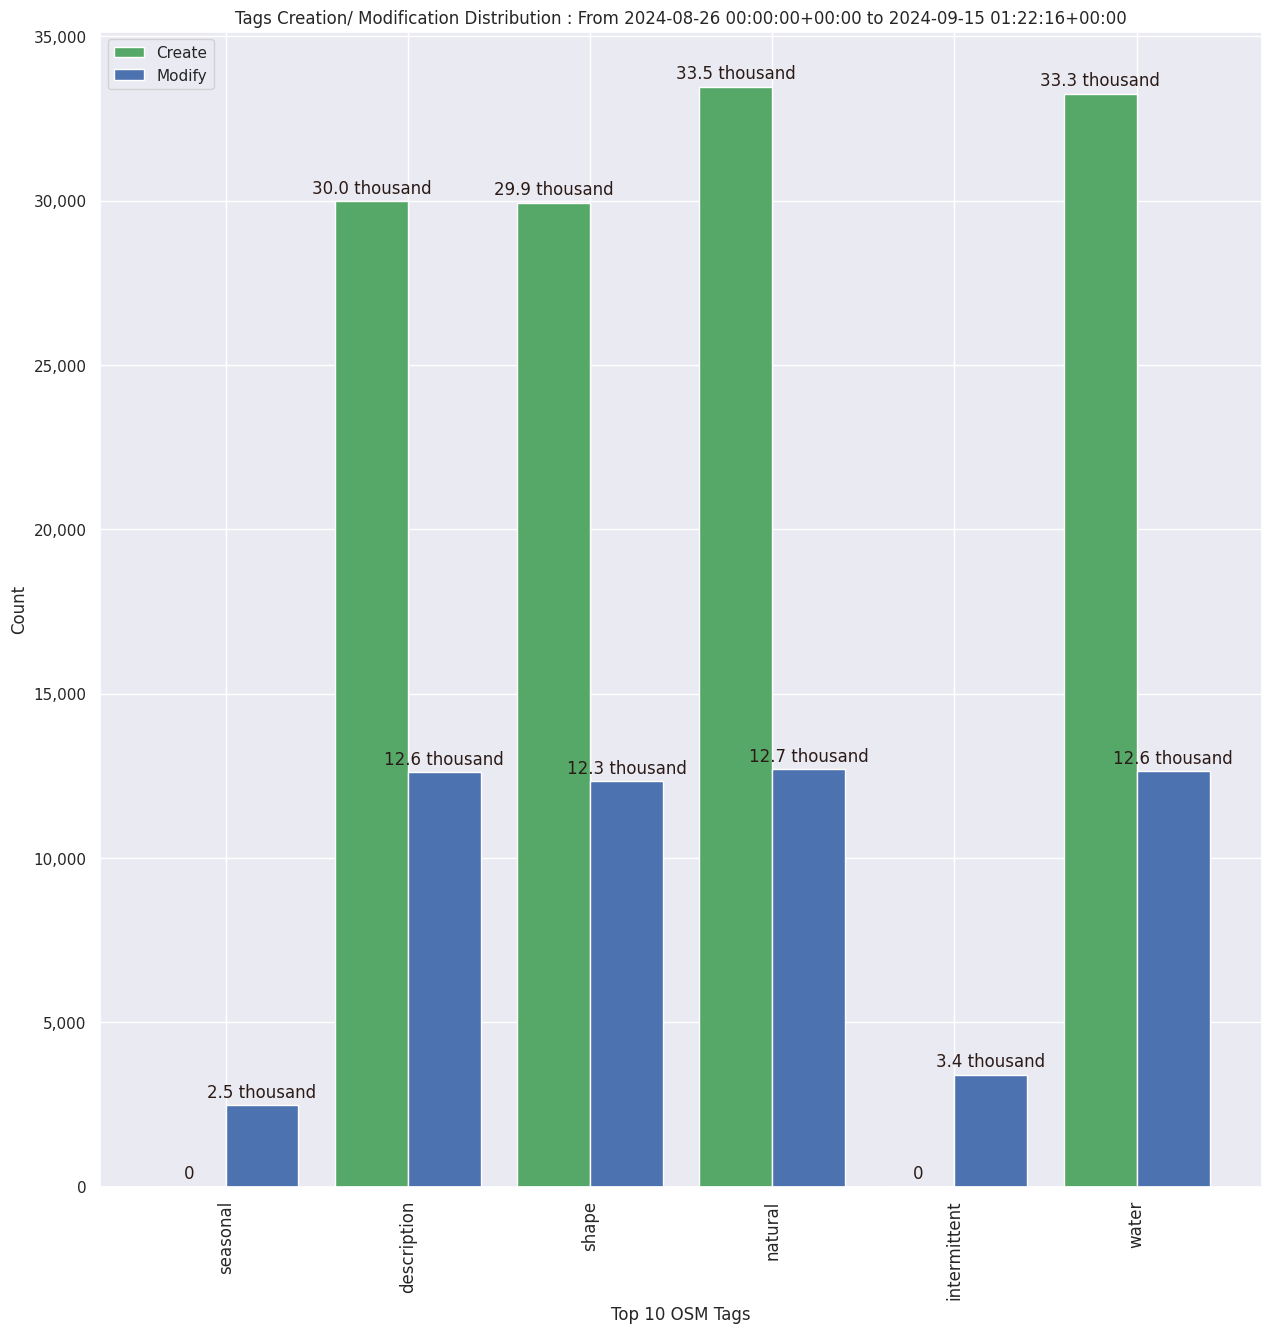 Tags Creation/ Modification Distribution : From 2024-08-26 00:00:00+00:00 to 2024-09-15 01:22:16+00:00
Create
Modify
35,000
30,000
25,000
20,000
15,000
10,000
5,000
0
Count
0
2.5 thousand
30.0 thousand
12.6 thousand
29.9 thousand
12.3 thousand
33.5 thousand
12.7 thousand
0
3.4 thousand
33.3 thousand
12.6 thousand
seasonal
description
shape
natural
intermittent
water
Top 10 OSM Tags